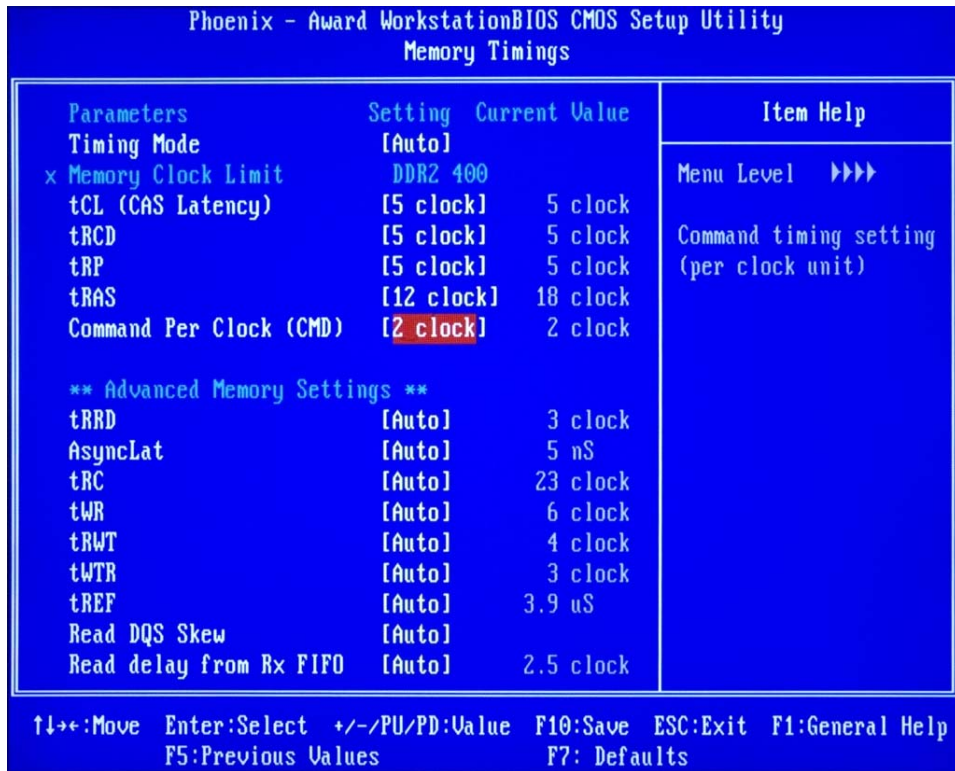 Phoenix - Award WorkstationBIOS CMOS Setup Utility
Memory Timings
Parameters Setting Current Value
Timing Mode [Auto]
x Memory Clock Limit DDR2 400
tCL (CAS Latency) [5 clock] 5 clock
tRCD [5 clock] 5 clock
tRP [5 clock] 5 clock
tRAS [12 clock] 18 clock
Command Per Clock (CMD) [2 clock] 2 clock
** Advanced Memory Settings **
tRRD [Auto] 3 clock
AsyncLat [Auto] 5 nS
tRC [Auto] 23 clock
tWR [Auto] 6 clock
tRWT [Auto] 4 clock
tWTR [Auto] 3 clock
tREF [Auto] 3.9 uS
Read DQS Skew [Auto]
Read delay from Rx FIFO [Auto] 2.5 clock
Item Help
Menu Level ►►►►
Command timing setting
(per clock unit)
↑↓→←:Move Enter:Select +/-/PU/PD:Value F10:Save ESC:Exit F1:General Help
F5:Previous Values F7: Defaults